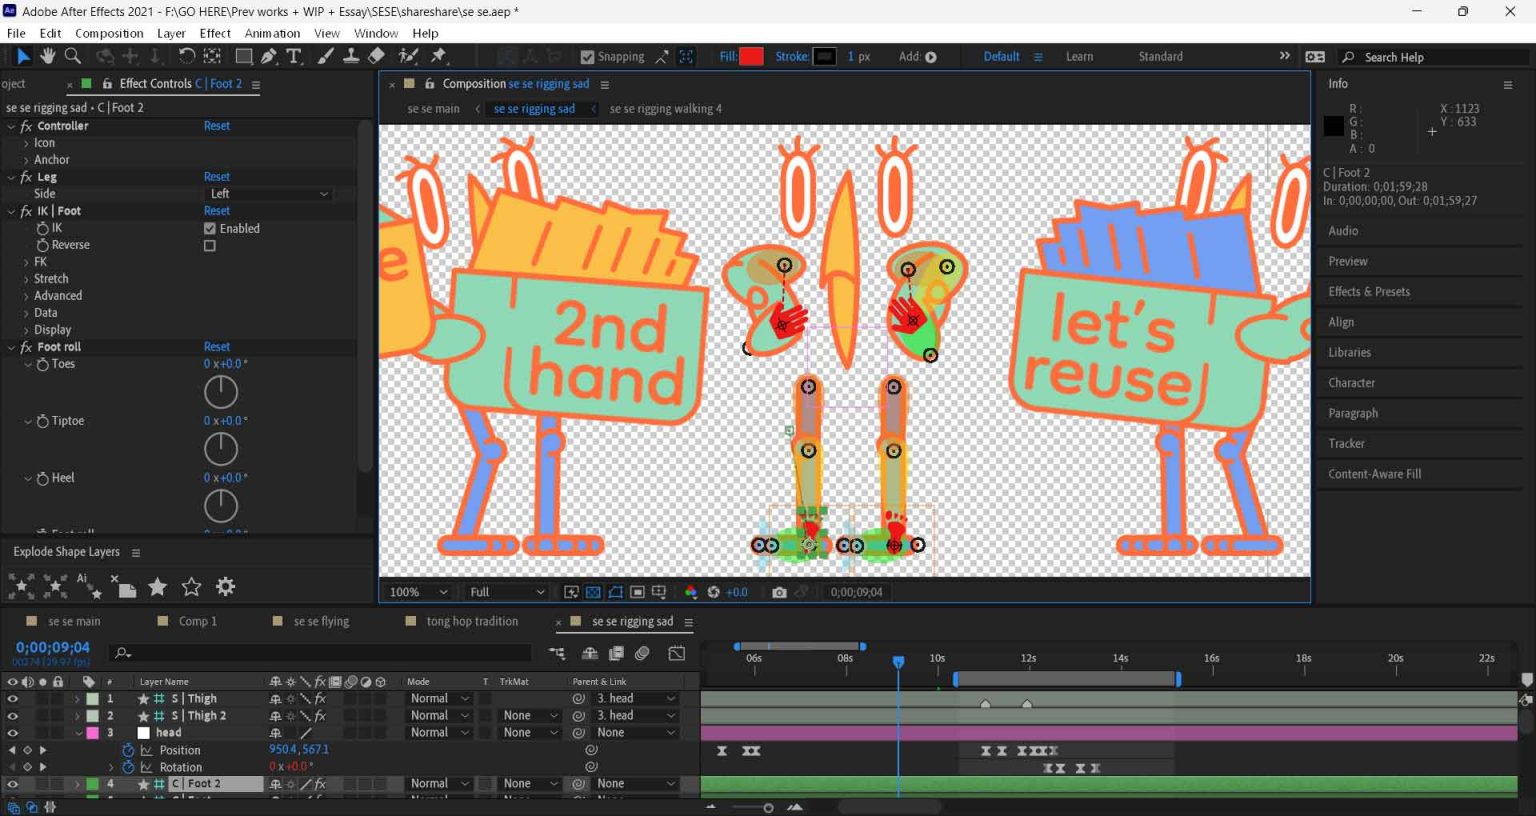 Adobe After Effects 2021 - F:\GO HERE\Prev works + WIP + Essay\SESE\shareshare\se se.aep *
File Edit Composition Layer Effect Animation View Window Help
Snapping Fill: Stroke: 1 px Add: Default Learn Standard Search Help
oject Effect Controls C | Foot 2
se se rigging sad • C | Foot 2
fx Controller Reset
Icon
Anchor
fx Leg Reset
Side Left
fx IK | Foot Reset
IK Enabled
Reverse
FK
Stretch
Advanced
Data
Display
fx Foot roll Reset
Toes 0 x+0.0°
Tiptoe 0 x+0.0°
Heel 0 x+0.0°
Explode Shape Layers
Ai
Composition se se rigging sad
se se main se se rigging sad se se rigging walking 4
e
2nd
hand
let's
reuse
100% Full +0.0 0;00;09;04
Info
R :
G :
B :
A : 0
X : 1123
Y : 633
C | Foot 2
Duration: 0;01;59;28
In: 0;00;00;00, Out: 0;01;59;27
Audio
Preview
Effects & Presets
Align
Libraries
Character
Paragraph
Tracker
Content-Aware Fill
se se main Comp 1 se se flying tong hop tradition se se rigging sad
0;00;09;04
00274 (29.97 fps)
06s 08s 10s 12s 14s 16s 18s 20s 22s
# Layer Name fx Mode T TrkMat Parent & Link
1 S | Thigh fx Normal 3. head
2 S | Thigh 2 fx Normal None 3. head
3 head Normal None None
Position 950.4, 567.1
Rotation 0 x+0.0°
4 C | Foot 2 fx Normal None None